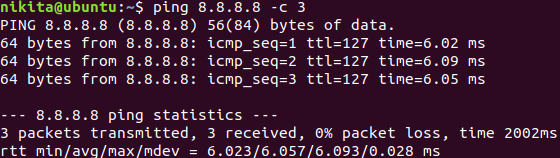 nikita@ubuntu:~$ ping 8.8.8.8 -c 3
PING 8.8.8.8 (8.8.8.8) 56(84) bytes of data.
64 bytes from 8.8.8.8: icmp_seq=1 ttl=127 time=6.02 ms
64 bytes from 8.8.8.8: icmp_seq=2 ttl=127 time=6.09 ms
64 bytes from 8.8.8.8: icmp_seq=3 ttl=127 time=6.05 ms

--- 8.8.8.8 ping statistics ---
3 packets transmitted, 3 received, 0% packet loss, time 2002ms
rtt min/avg/max/mdev = 6.023/6.057/6.093/0.028 ms